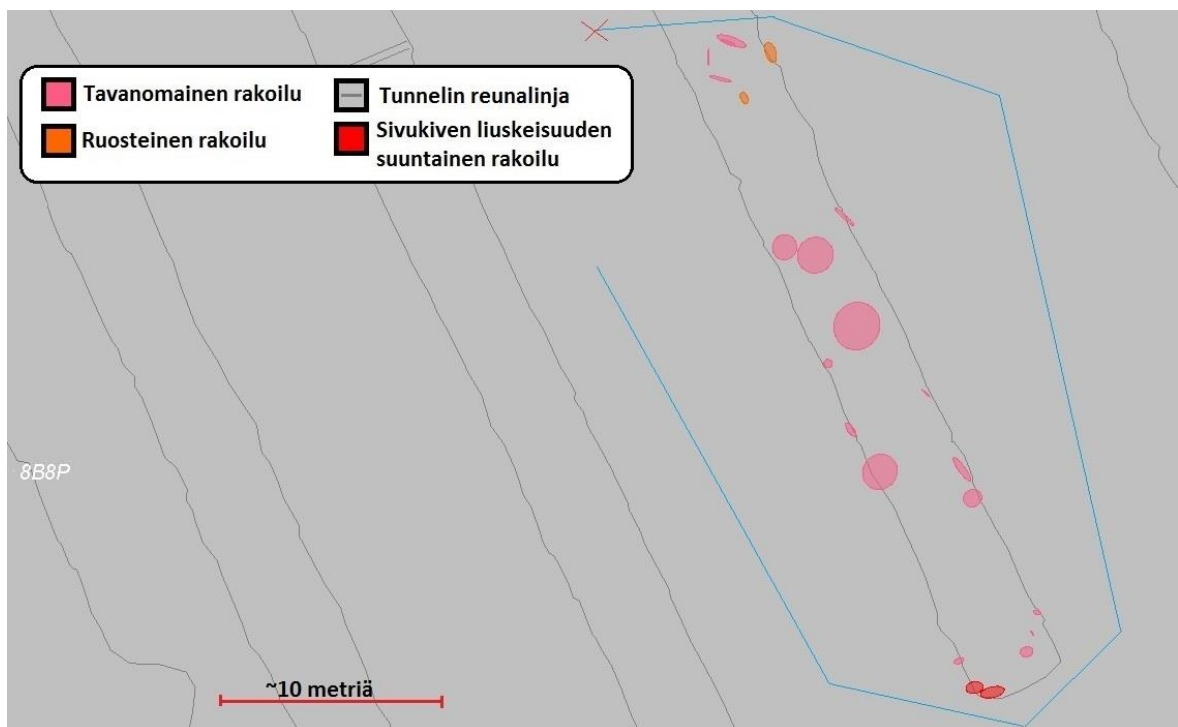 Tavanomainen rakoilu
Ruosteinen rakoilu
Tunnelin reunalinja
Sivukiven liuskeisuuden
suuntainen rakoilu
8B8P
~10 metriä